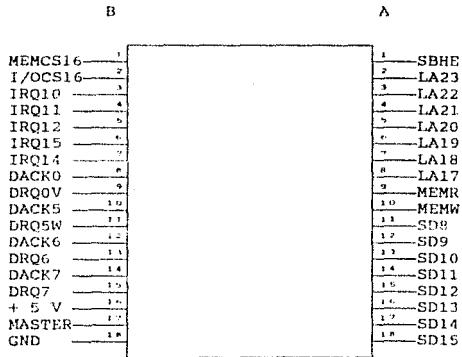 B A
MEMCS16 1 1 SBHE
I/OCS16 2 2 LA23
IRQ10 3 3 LA22
IRQ11 4 4 LA21
IRQ12 5 5 LA20
IRQ15 6 6 LA19
IRQ14 7 7 LA18
DACK0 8 8 LA17
DRQ0V 9 9 MEMR
DACK5 10 10 MEMW
DRQ5W 11 11 SD8
DACK6 12 12 SD9
DRQ6 13 13 SD10
DACK7 14 14 SD11
DRQ7 15 15 SD12
+ 5 V 16 16 SD13
MASTER 17 17 SD14
GND 18 18 SD15